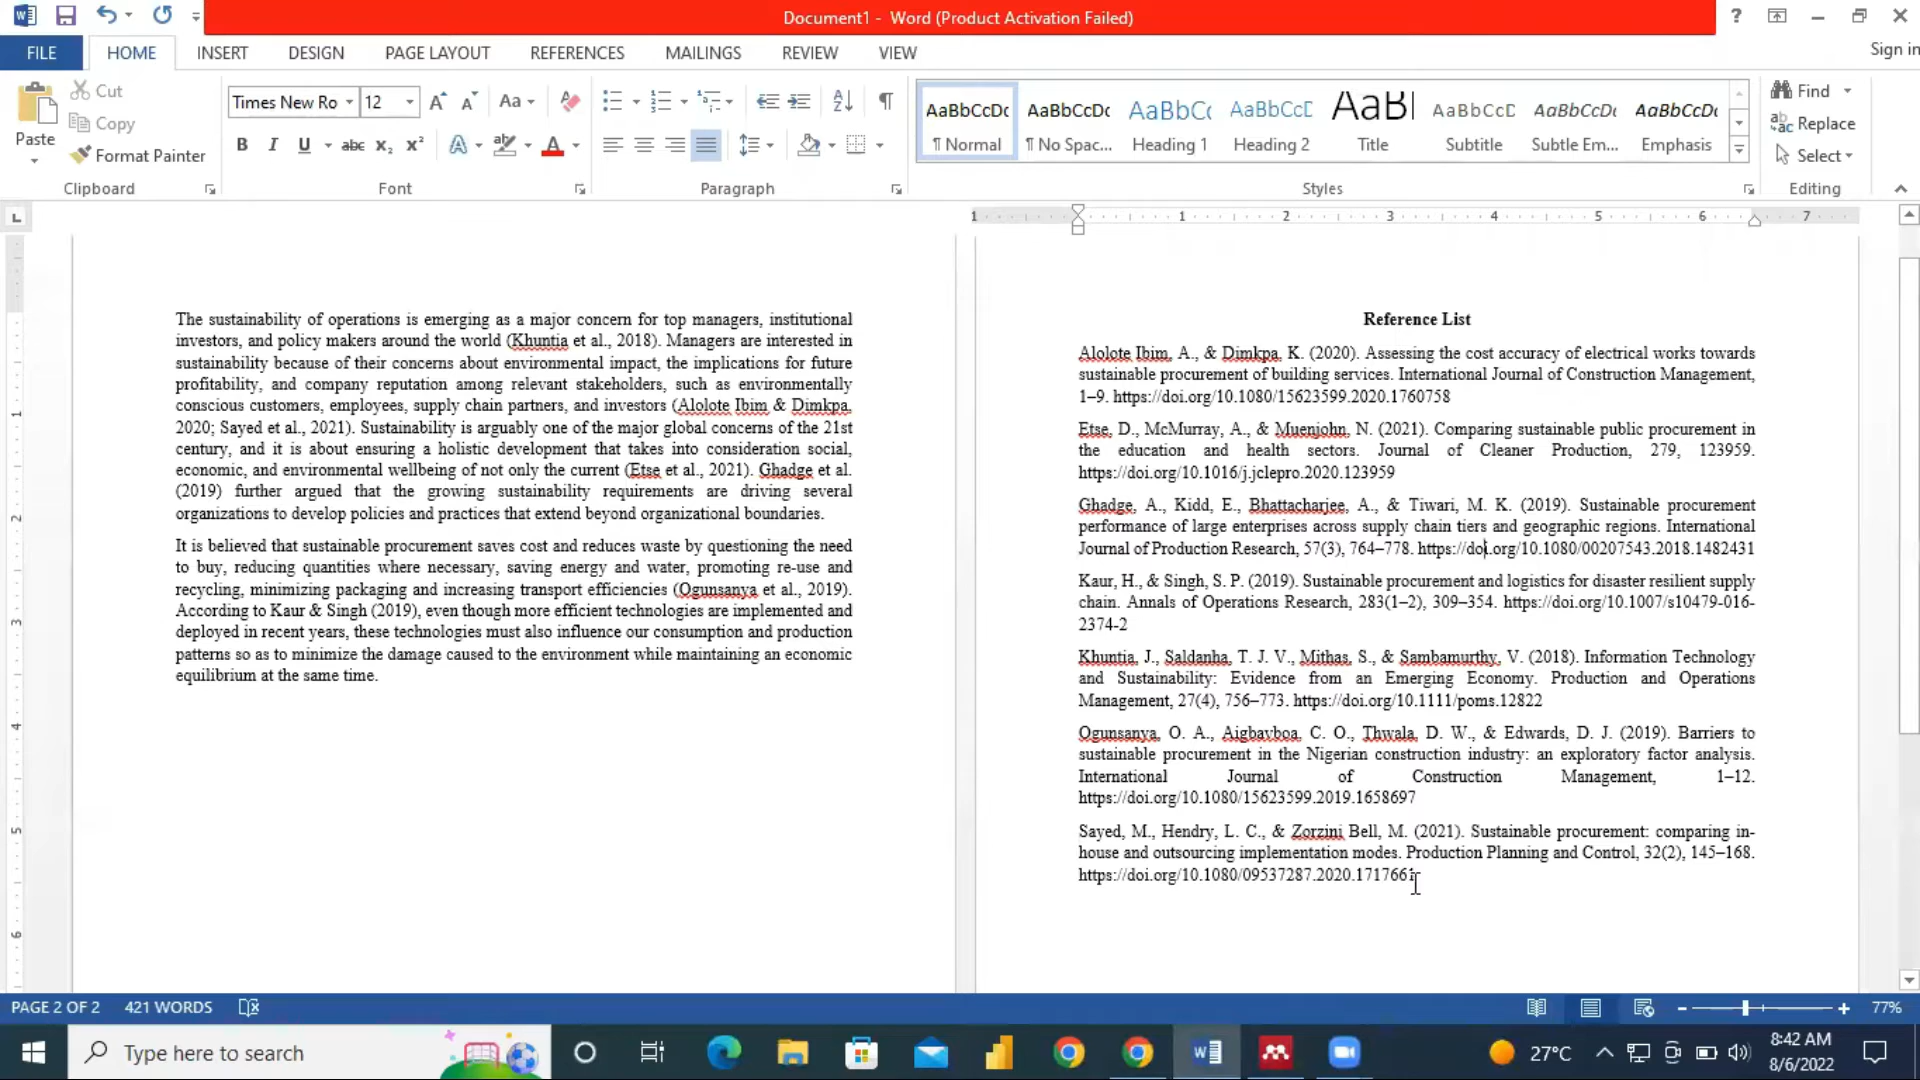 Document1 - Word (Product Activation Failed)
?
FILE HOME INSERT DESIGN PAGE LAYOUT REFERENCES MAILINGS REVIEW VIEW
Sign in
Cut
Copy
Format Painter
Paste
Clipboard
Times New Ro 12
Font
Paragraph
AaBbCcDc AaBbCcDc AaBbCc AaBbCcD AaBl AaBbCcD AaBbCcDc AaBbCcDc
¶ Normal ¶ No Spac... Heading 1 Heading 2 Title Subtitle Subtle Em... Emphasis
Styles
Find
Replace
Select
Editing
1 1 2 3 4 5 6 7
The sustainability of operations is emerging as a major concern for top managers, institutional
investors, and policy makers around the world (Khuntia et al., 2018). Managers are interested in
sustainability because of their concerns about environmental impact, the implications for future
profitability, and company reputation among relevant stakeholders, such as environmentally
conscious customers, employees, supply chain partners, and investors (Alolote Ibim & Dimkpa,
2020; Sayed et al., 2021). Sustainability is arguably one of the major global concerns of the 21st
century, and it is about ensuring a holistic development that takes into consideration social,
economic, and environmental wellbeing of not only the current (Etse et al., 2021). Ghadge et al.
(2019) further argued that the growing sustainability requirements are driving several
organizations to develop policies and practices that extend beyond organizational boundaries.
It is believed that sustainable procurement saves cost and reduces waste by questioning the need
to buy, reducing quantities where necessary, saving energy and water, promoting re-use and
recycling, minimizing packaging and increasing transport efficiencies (Ogunsanya et al., 2019).
According to Kaur & Singh (2019), even though more efficient technologies are implemented and
deployed in recent years, these technologies must also influence our consumption and production
patterns so as to minimize the damage caused to the environment while maintaining an economic
equilibrium at the same time.
Reference List
Alolote Ibim, A., & Dimkpa, K. (2020). Assessing the cost accuracy of electrical works towards
sustainable procurement of building services. International Journal of Construction Management,
1–9. https://doi.org/10.1080/15623599.2020.1760758
Etse, D., McMurray, A., & Muenjohn, N. (2021). Comparing sustainable public procurement in
the education and health sectors. Journal of Cleaner Production, 279, 123959.
https://doi.org/10.1016/j.jclepro.2020.123959
Ghadge, A., Kidd, E., Bhattacharjee, A., & Tiwari, M. K. (2019). Sustainable procurement
performance of large enterprises across supply chain tiers and geographic regions. International
Journal of Production Research, 57(3), 764–778. https://doi.org/10.1080/00207543.2018.1482431
Kaur, H., & Singh, S. P. (2019). Sustainable procurement and logistics for disaster resilient supply
chain. Annals of Operations Research, 283(1–2), 309–354. https://doi.org/10.1007/s10479-016-
2374-2
Khuntia, J., Saldanha, T. J. V., Mithas, S., & Sambamurthy, V. (2018). Information Technology
and Sustainability: Evidence from an Emerging Economy. Production and Operations
Management, 27(4), 756–773. https://doi.org/10.1111/poms.12822
Ogunsanya, O. A., Aigbavboa, C. O., Thwala, D. W., & Edwards, D. J. (2019). Barriers to
sustainable procurement in the Nigerian construction industry: an exploratory factor analysis.
International Journal of Construction Management, 1–12.
https://doi.org/10.1080/15623599.2019.1658697
Sayed, M., Hendry, L. C., & Zorzini Bell, M. (2021). Sustainable procurement: comparing in-
house and outsourcing implementation modes. Production Planning and Control, 32(2), 145–168.
https://doi.org/10.1080/09537287.2020.1717661
1
2
3
4
5
6
PAGE 2 OF 2 421 WORDS
77%
Type here to search
27°C
8:42 AM
8/6/2022